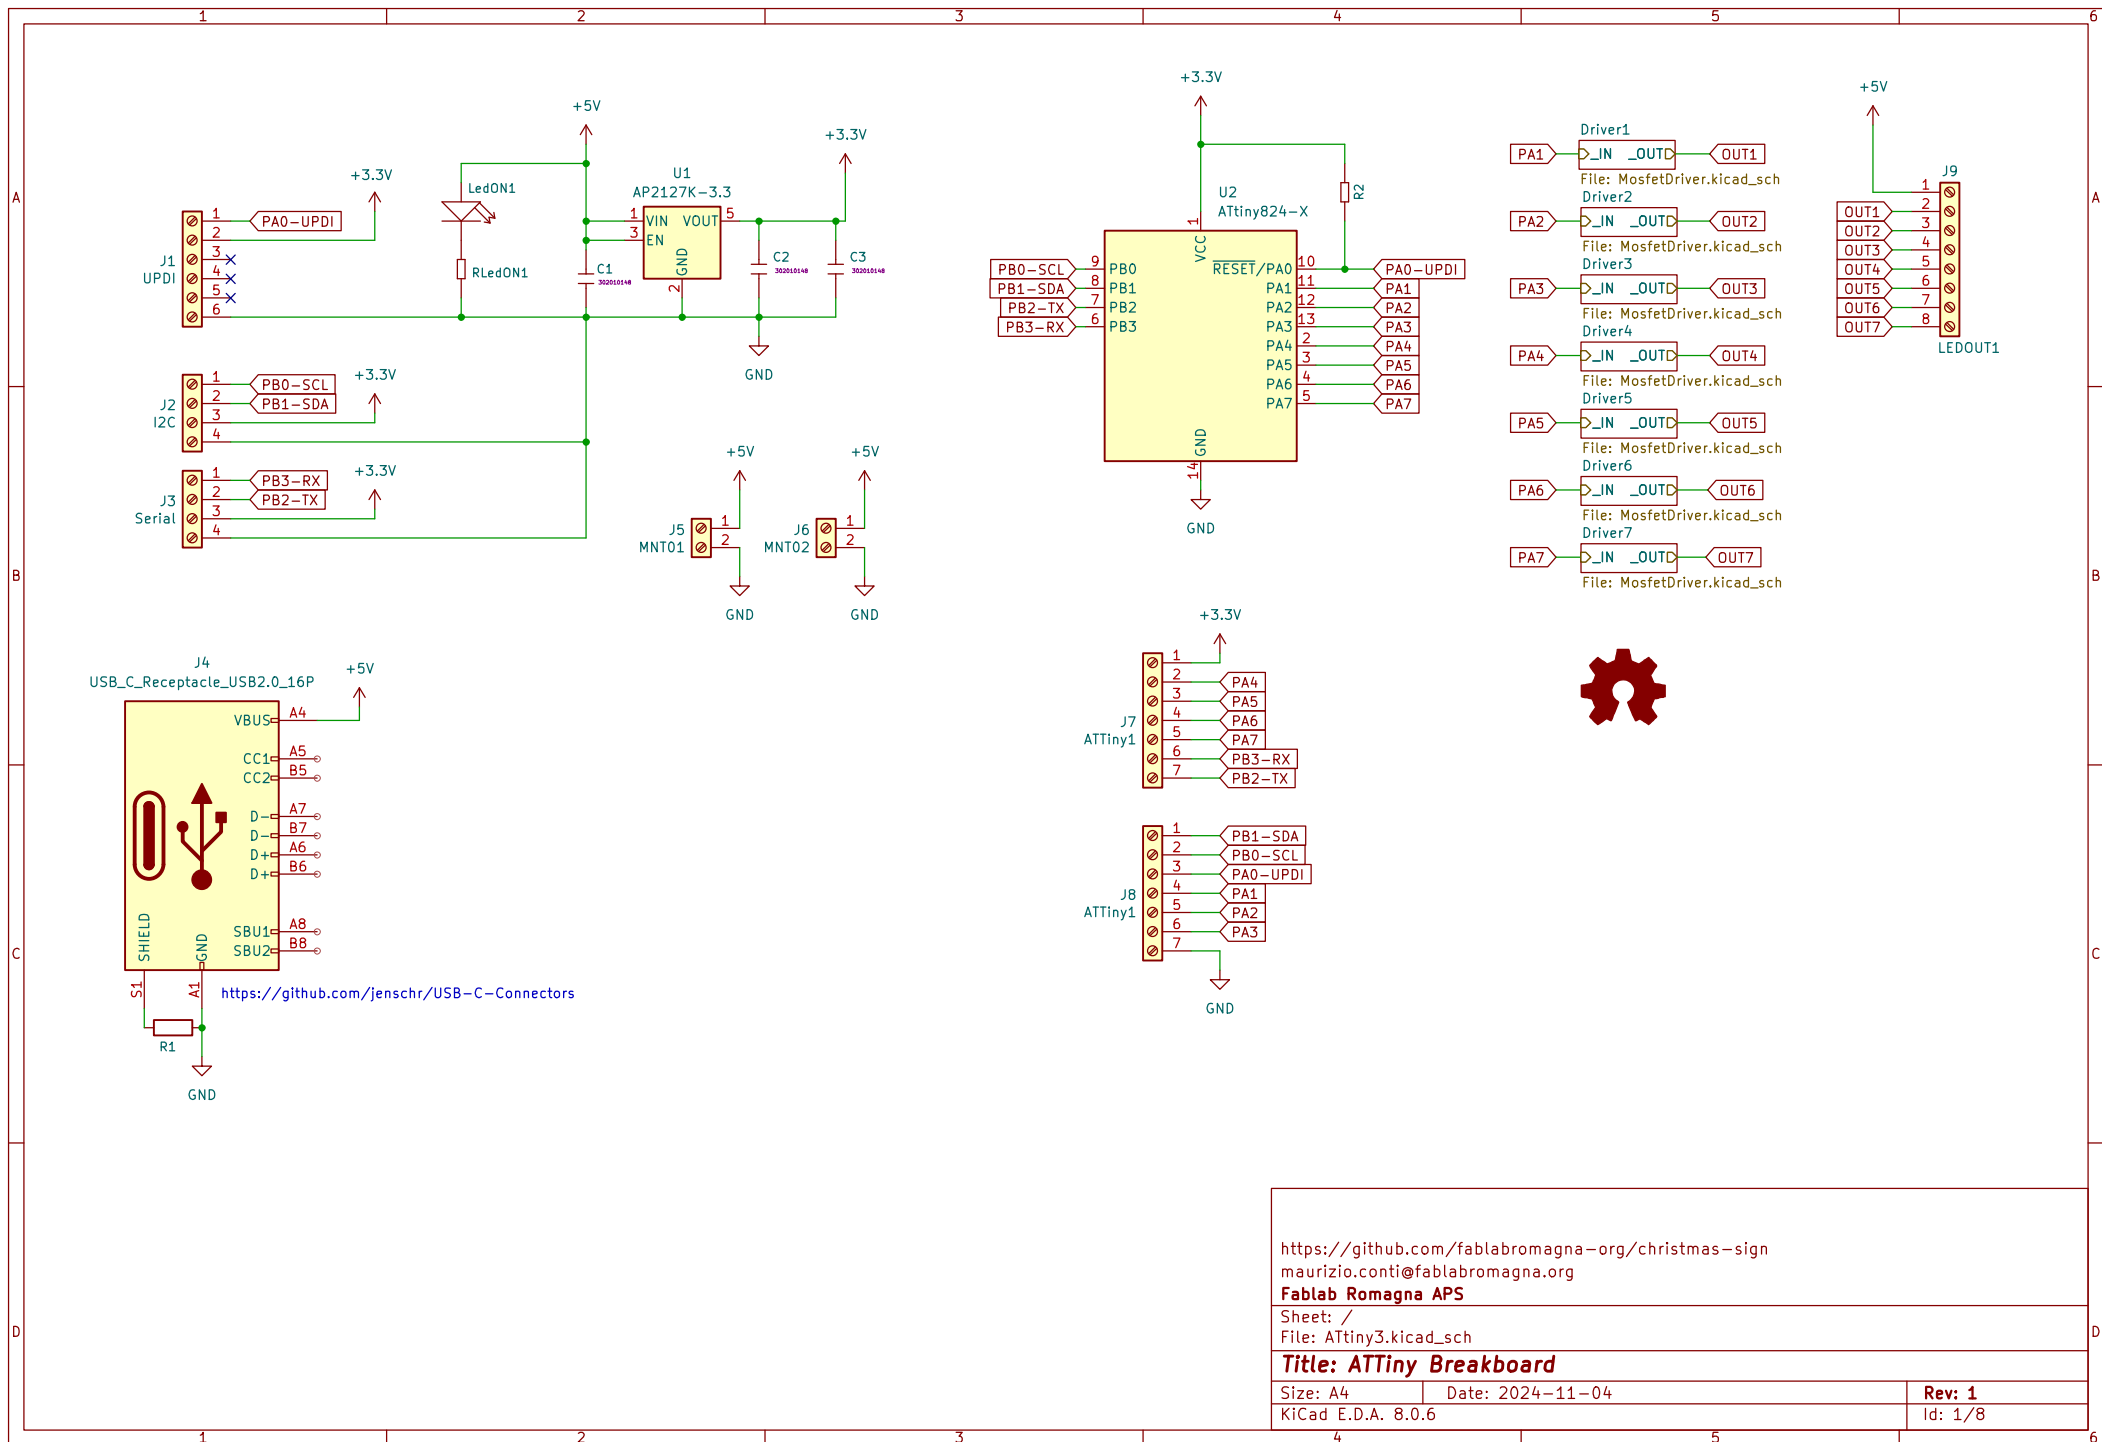 1 2 3 4 5 6
A
B
C
D
+3.3V
PA0-UPDI
1
2
3
4
5
6
J1
UPDI
+5V
LedON1
RLedON1
C1
302010148
U1
AP2127K-3.3
VIN
EN
VOUT
GND
1
3
5
2
+3.3V
C2
302010148
C3
302010148
GND
J2
I2C
1
2
3
4
PB0-SCL
PB1-SDA
+3.3V
J3
Serial
1
2
3
4
PB3-RX
PB2-TX
+3.3V
+5V
J5
MNT01
1
2
GND
+5V
J6
MNT02
1
2
GND
J4
USB_C_Receptacle_USB2.0_16P
+5V
VBUS A4
CC1 A5
CC2 B5
D- A7
D- B7
D+ A6
D+ B6
SBU1 A8
SBU2 B8
SHIELD
GND
S1
A1
https://github.com/jenschr/USB-C-Connectors
R1
GND
+3.3V
U2
ATtiny824-X
R2
VCC
1
PB0-SCL 9 PB0
PB1-SDA 8 PB1
PB2-TX 7 PB2
PB3-RX 6 PB3
RESET/PA0 10 PA0-UPDI
PA1 11 PA1
PA2 12 PA2
PA3 13 PA3
PA4 2 PA4
PA5 3 PA5
PA6 4 PA6
PA7 5 PA7
GND
14
GND
Driver1
PA1 _IN _OUT OUT1
File: MosfetDriver.kicad_sch
Driver2
PA2 _IN _OUT OUT2
File: MosfetDriver.kicad_sch
Driver3
PA3 _IN _OUT OUT3
File: MosfetDriver.kicad_sch
Driver4
PA4 _IN _OUT OUT4
File: MosfetDriver.kicad_sch
Driver5
PA5 _IN _OUT OUT5
File: MosfetDriver.kicad_sch
Driver6
PA6 _IN _OUT OUT6
File: MosfetDriver.kicad_sch
Driver7
PA7 _IN _OUT OUT7
File: MosfetDriver.kicad_sch
+5V
J9
1
OUT1 2
OUT2 3
OUT3 4
OUT4 5
OUT5 6
OUT6 7
OUT7 8
LEDOUT1
+3.3V
J7
ATTiny1
1
2 PA4
3 PA5
4 PA6
5 PA7
6 PB3-RX
7 PB2-TX
J8
ATTiny1
1 PB1-SDA
2 PB0-SCL
3 PA0-UPDI
4 PA1
5 PA2
6 PA3
7
GND
https://github.com/fablabromagna-org/christmas-sign
maurizio.conti@fablabromagna.org
Fablab Romagna APS
Sheet: /
File: ATtiny3.kicad_sch
Title: ATTiny Breakboard
Size: A4 Date: 2024-11-04 Rev: 1
KiCad E.D.A. 8.0.6 Id: 1/8
A
B
C
D
1 2 3 4 5 6